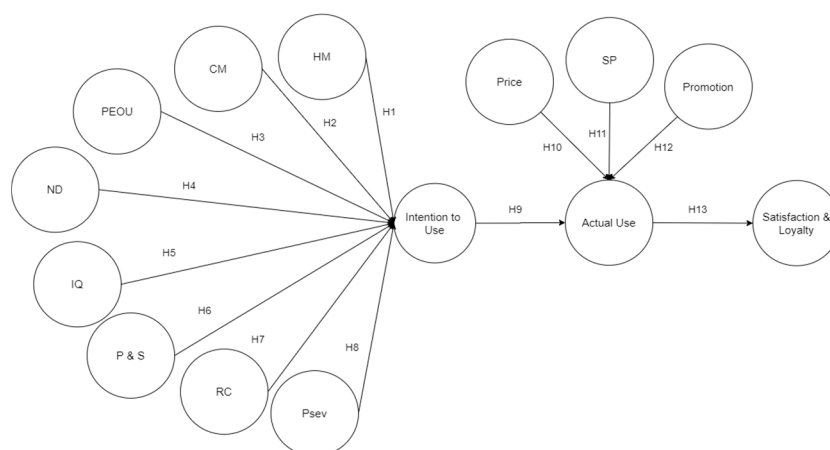 HM
CM
PEOU
ND
IQ
P & S
RC
Psev
H1
H2
H3
H4
H5
H6
H7
H8
Intention to
Use
H9
Price
SP
Promotion
H10
H11
H12
Actual Use
H13
Satisfaction &
Loyalty